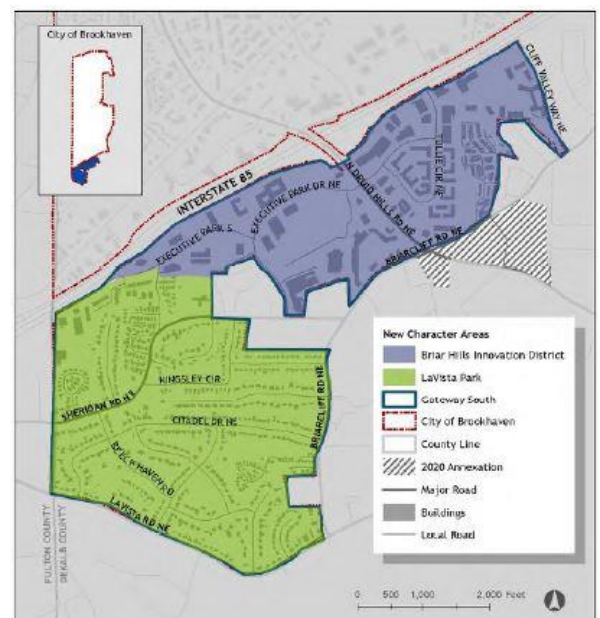 City of Brookhaven
CLIFF VALLEY WAY NE
INTERSTATE 85
N DRUID HILLS RD NE
TULLIE CIR NE
EXECUTIVE PARK DR NE
EXECUTIVE PARK S
BRIARCLIFF RD NE
New Character Areas
Briar Hills Innovation District
LaVista Park
Gateway South
City of Brookhaven
County Line
2020 Annexation
Major Road
Buildings
Local Road
KINGSLEY CIR
SHERIDAN RD NE
CITADEL DR NE
BRIARCLIFF RD NE
BEECH HAVEN RD
LAVISTA RD NE
FULTON COUNTY
DEKALB COUNTY
0 500 1,000 2,000 Feet